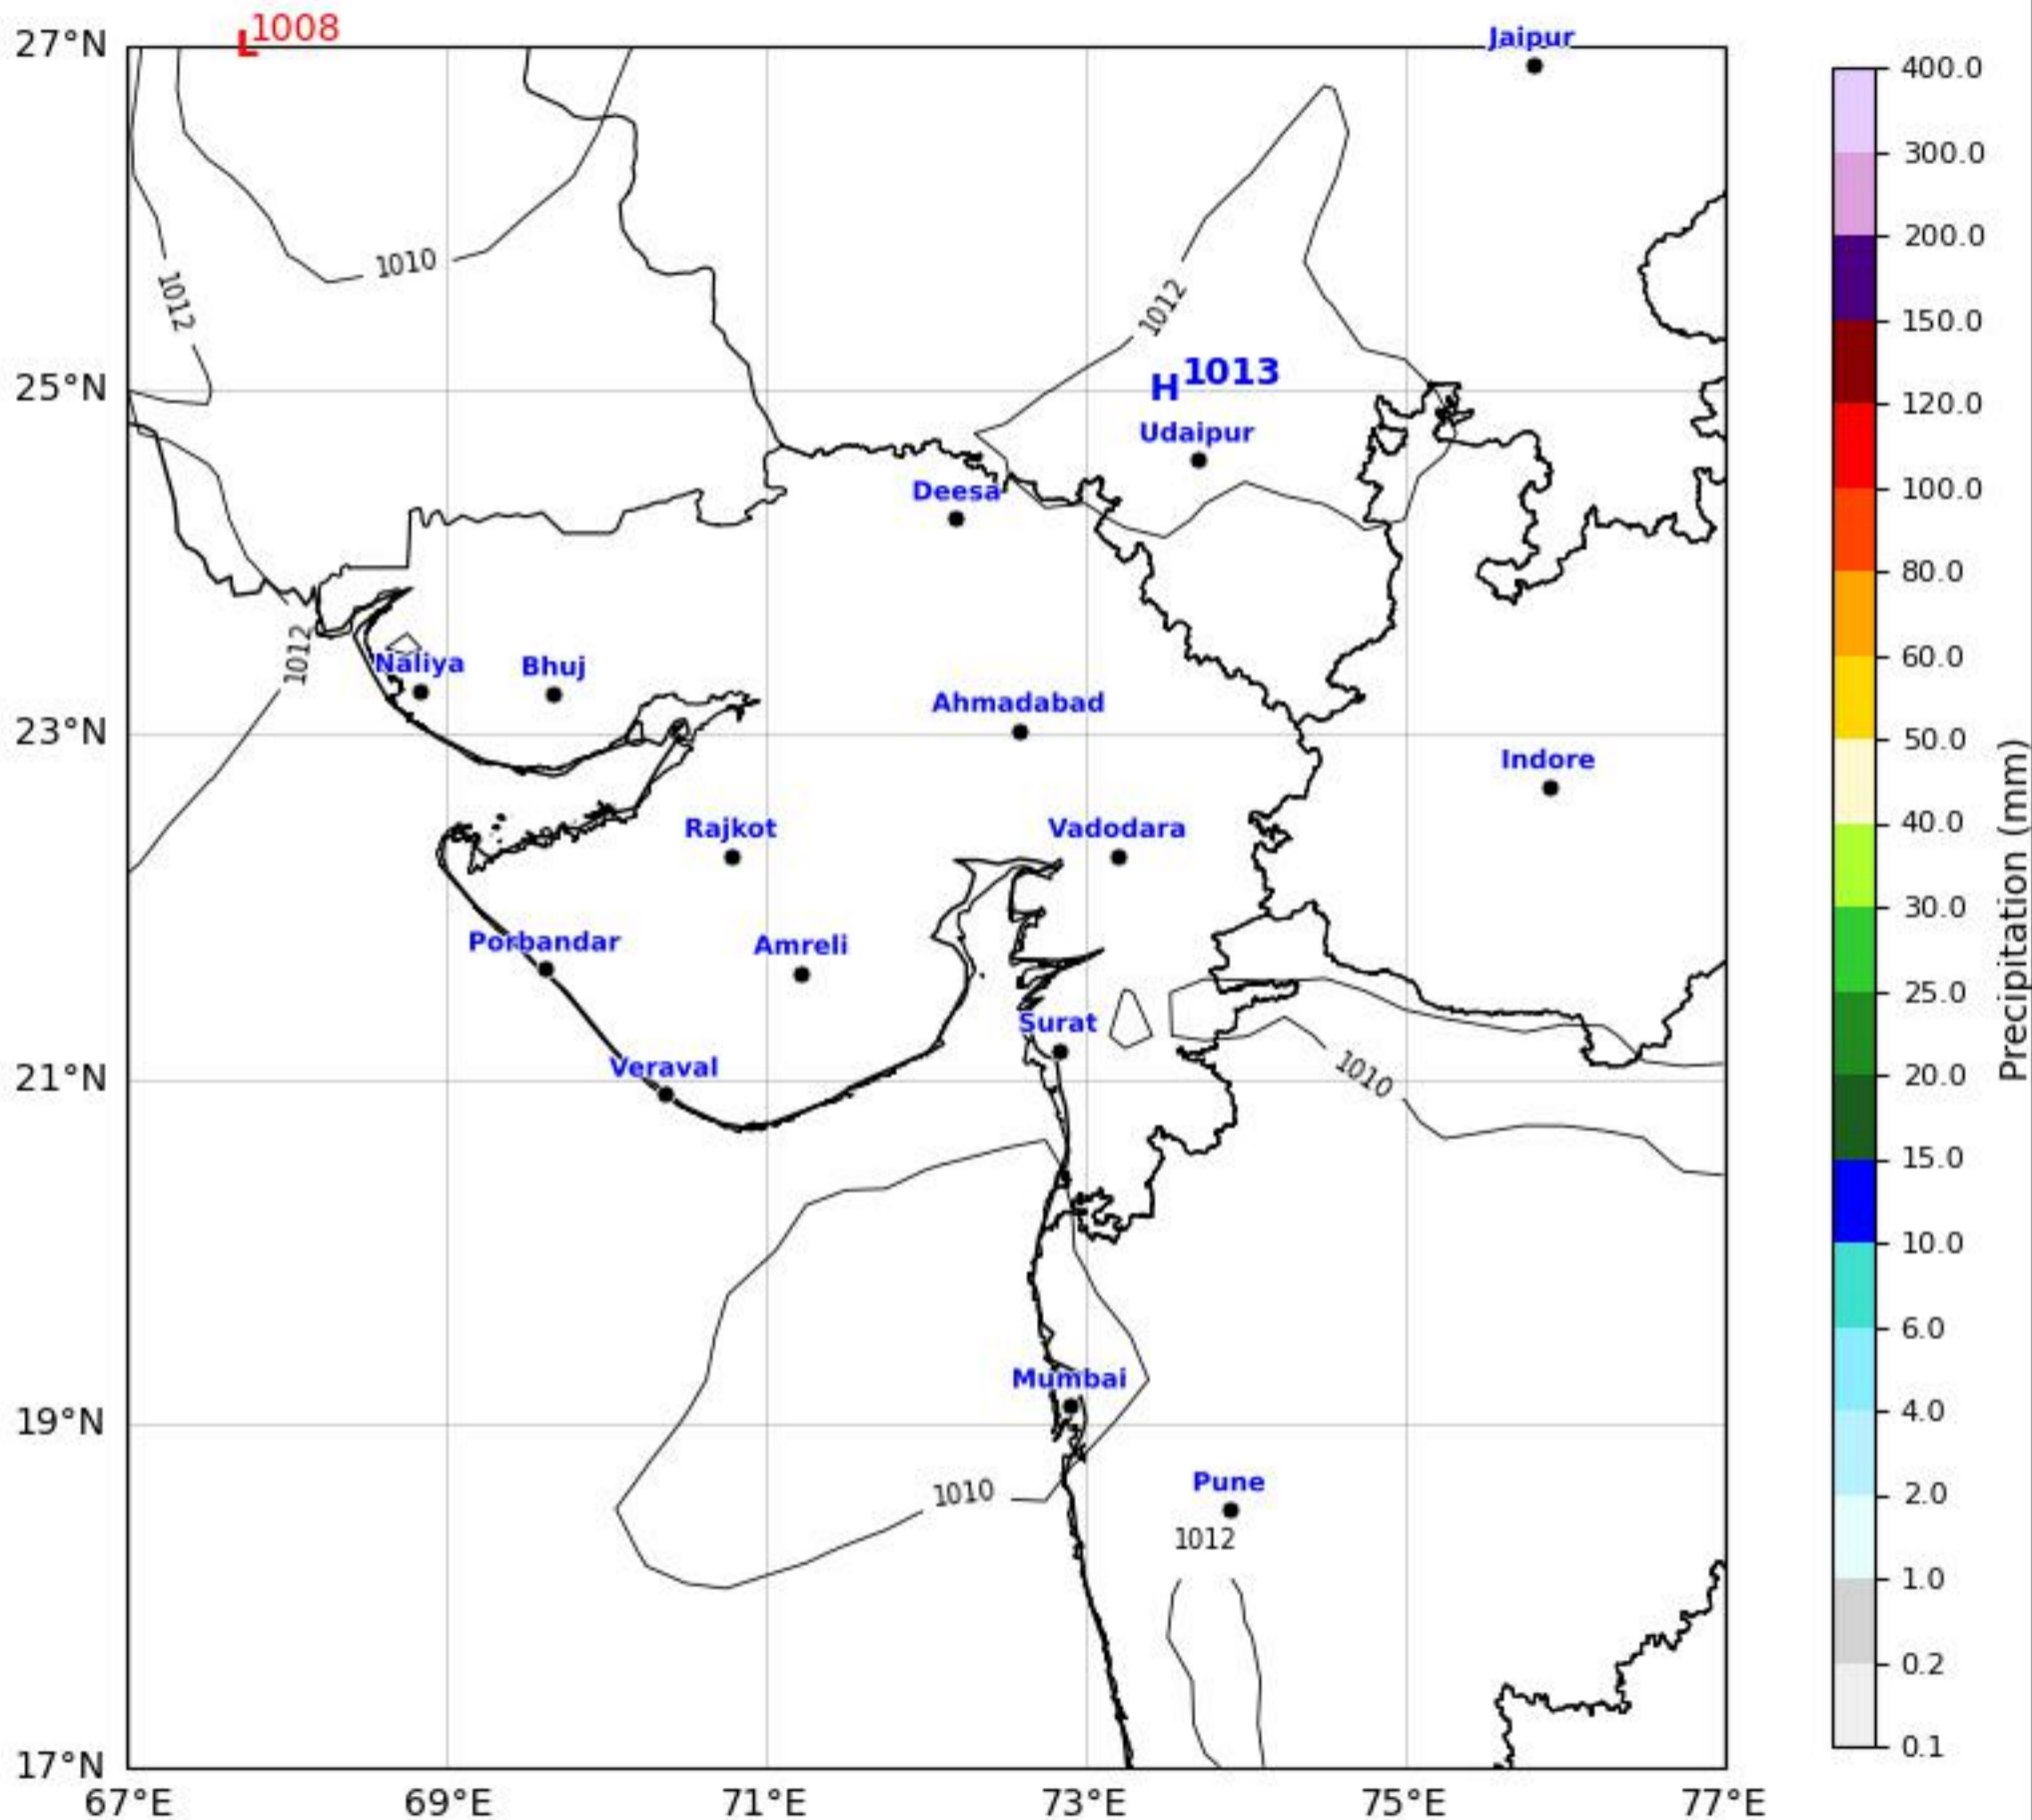 L 1008
27°N
Jaipur
400.0
300.0
200.0
150.0
120.0
100.0
80.0
60.0
50.0
40.0
30.0
25.0
20.0
15.0
10.0
6.0
4.0
2.0
1.0
0.2
0.1
Precipitation (mm)
1010
1012
1012
H 1013
25°N
Udaipur
Deesa
1012
Naliya
Bhuj
Ahmadabad
23°N
Indore
Rajkot
Vadodara
Porbandar
Amreli
Surat
Veraval
21°N
1010
Mumbai
19°N
1010
Pune
1012
17°N
67°E
69°E
71°E
73°E
75°E
77°E